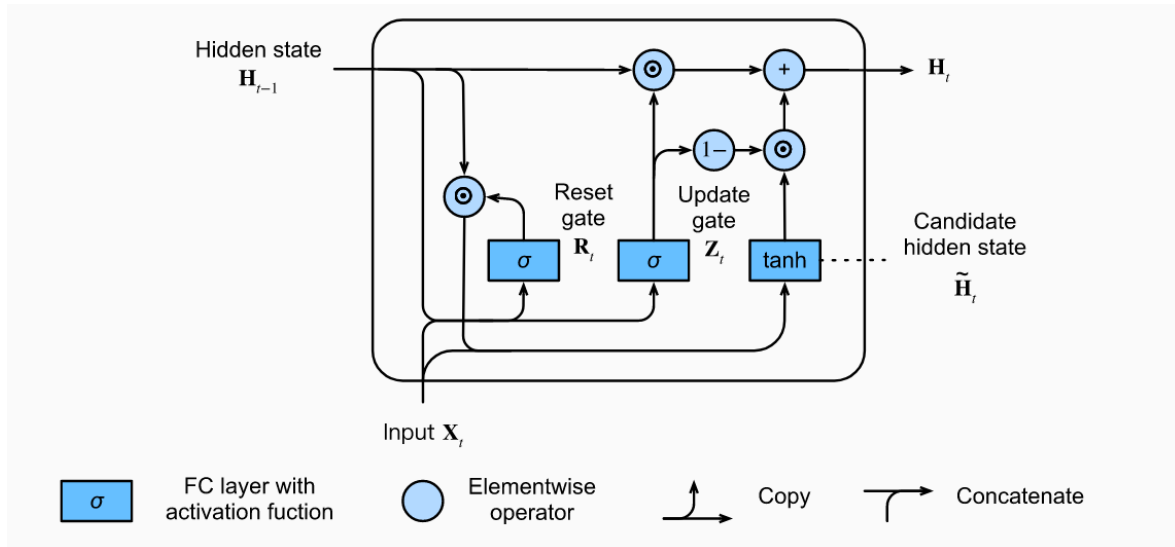 Hidden state
H_{t−1}
⊙
+
H_t
1−
⊙
⊙
Reset
gate
R_t
Update
gate
Z_t
σ
σ
tanh
Candidate
hidden state
H̃_t
Input X_t
σ
FC layer with
activation fuction
Elementwise
operator
Copy
Concatenate